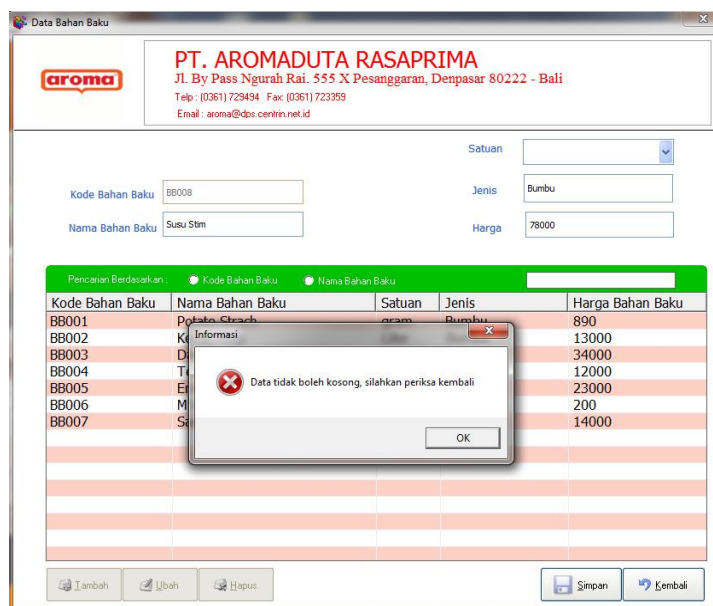 Data Bahan Baku
aroma
PT. AROMADUTA RASAPRIMA
Jl. By Pass Ngurah Rai. 555 X Pesanggaran, Denpasar 80222 - Bali
Telp : (0361) 729494 Fax: (0361) 723359
Email : aroma@dps.centrin.net.id
Satuan
Kode Bahan Baku BB008 Jenis Bumbu
Nama Bahan Baku Susu Stim Harga 78000
Pencarian Berdasarkan : Kode Bahan Baku Nama Bahan Baku
Kode Bahan Baku Nama Bahan Baku Satuan Jenis Harga Bahan Baku
BB001 Potato Strach gram Bumbu 890
BB002 13000
BB003 34000
BB004 12000
BB005 23000
BB006 200
BB007 14000
Informasi
Data tidak boleh kosong, silahkan periksa kembali
OK
Tambah Ubah Hapus Simpan Kembali